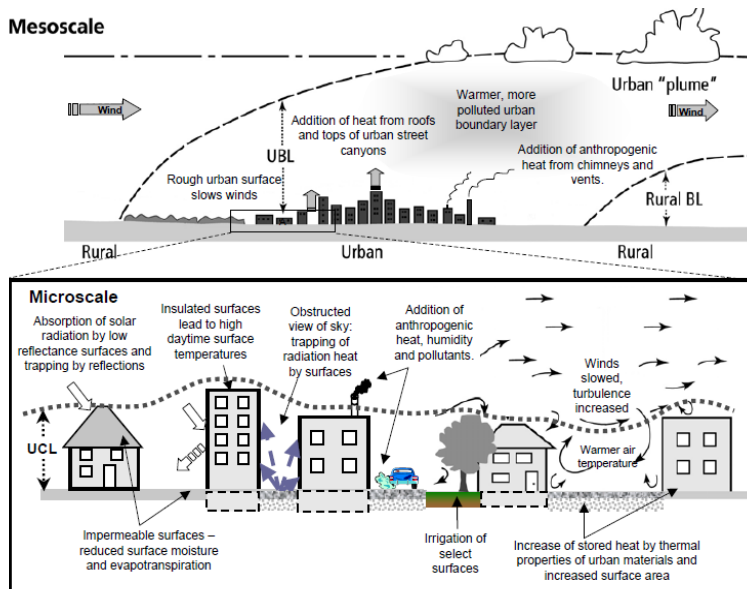 Mesoscale
Wind
UBL
Addition of heat from roofs
and tops of urban street
canyons
Warmer, more
polluted urban
boundary layer
Urban "plume"
Wind
Rough urban surface
slows winds
Addition of anthropogenic
heat from chimneys and
vents.
Rural BL
Rural
Urban
Rural
Microscale
Absorption of solar
radiation by low
reflectance surfaces and
trapping by reflections
Insulated surfaces
lead to high
daytime surface
temperatures
Obstructed
view of sky:
trapping of
radiation heat
by surfaces
Addition of
anthropogenic
heat, humidity
and pollutants.
Winds
slowed,
turbulence
increased
UCL
Warmer air
temperature
Impermeable surfaces –
reduced surface moisture
and evapotranspiration
Irrigation of
select
surfaces
Increase of stored heat by thermal
properties of urban materials and
increased surface area